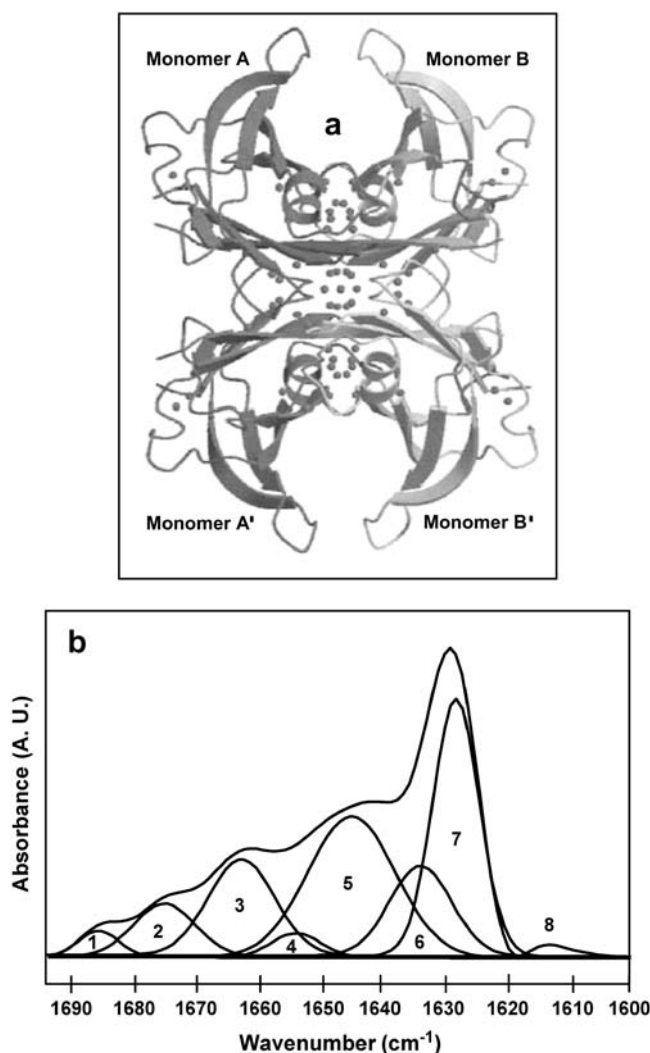 Monomer A
Monomer B
a
Monomer A'
Monomer B'
b
Absorbance (A. U.)
1
2
3
4
5
6
7
8
1690 1680 1670 1660 1650 1640 1630 1620 1610 1600
Wavenumber (cm⁻¹)